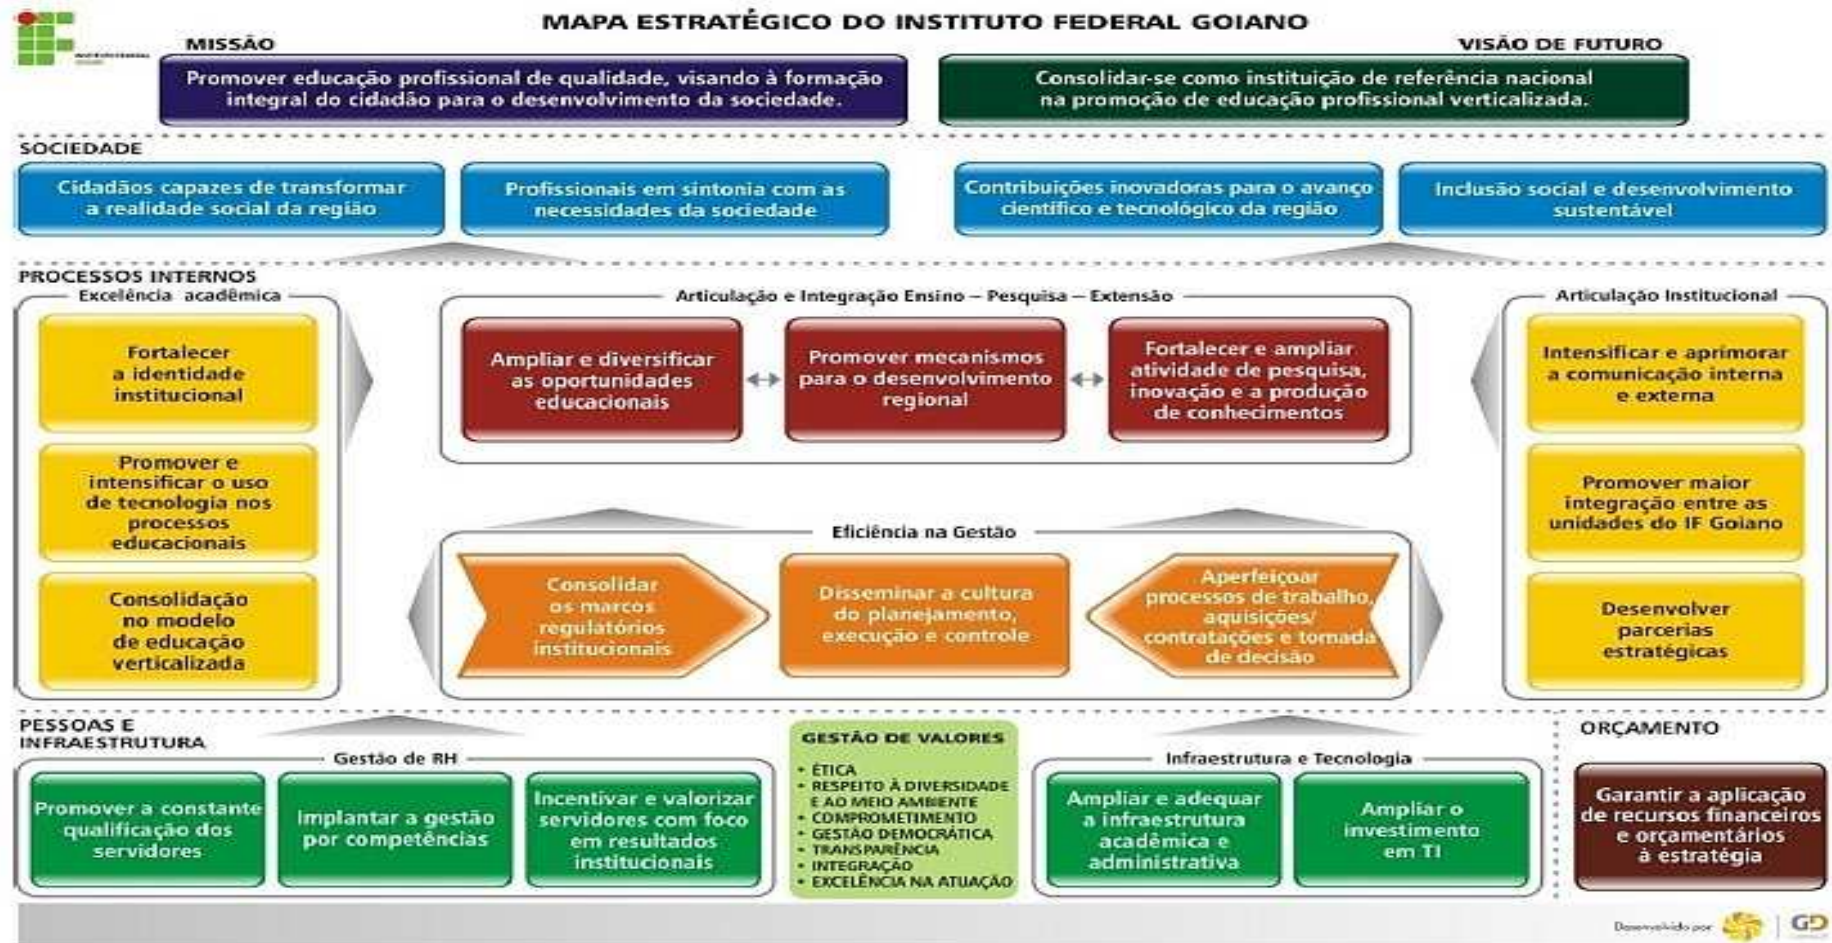 MAPA ESTRATÉGICO DO INSTITUTO FEDERAL GOIANO
MISSÃO
Promover educação profissional de qualidade, visando à formação
integral do cidadão para o desenvolvimento da sociedade.
VISÃO DE FUTURO
Consolidar-se como instituição de referência nacional
na promoção de educação profissional verticalizada.
SOCIEDADE
Cidadãos capazes de transformar
a realidade social da região
Profissionais em sintonia com as
necessidades da sociedade
Contribuições inovadoras para o avanço
científico e tecnológico da região
Inclusão social e desenvolvimento
sustentável
PROCESSOS INTERNOS
Excelência acadêmica
Fortalecer
a identidade
institucional
Promover e
intensificar o uso
de tecnologia nos
processos
educacionais
Consolidação
no modelo
de educação
verticalizada
Articulação e Integração Ensino – Pesquisa – Extensão
Ampliar e diversificar
as oportunidades
educacionais
Promover mecanismos
para o desenvolvimento
regional
Fortalecer e ampliar
atividade de pesquisa,
inovação e a produção
de conhecimentos
Eficiência na Gestão
Consolidar
os marcos
regulatórios
institucionais
Disseminar a cultura
do planejamento,
execução e controle
Aperfeiçoar
processos de trabalho,
aquisições/
contratações e tomada
de decisão
Articulação Institucional
Intensificar e aprimorar
a comunicação interna
e externa
Promover maior
integração entre as
unidades do IF Goiano
Desenvolver
parcerias
estratégicas
PESSOAS E
INFRAESTRUTURA
Gestão de RH
Promover a constante
qualificação dos
servidores
Implantar a gestão
por competências
Incentivar e valorizar
servidores com foco
em resultados
institucionais
GESTÃO DE VALORES
• ÉTICA
• RESPEITO À DIVERSIDADE
E AO MEIO AMBIENTE
• COMPROMETIMENTO
• GESTÃO DEMOCRÁTICA
• TRANSPARÊNCIA
• INTEGRAÇÃO
• EXCELÊNCIA NA ATUAÇÃO
Infraestrutura e Tecnologia
Ampliar e adequar
a infraestrutura
acadêmica e
administrativa
Ampliar o
investimento
em TI
ORÇAMENTO
Garantir a aplicação
de recursos financeiros
e orçamentários
à estratégia
Desenvolvido por
GD